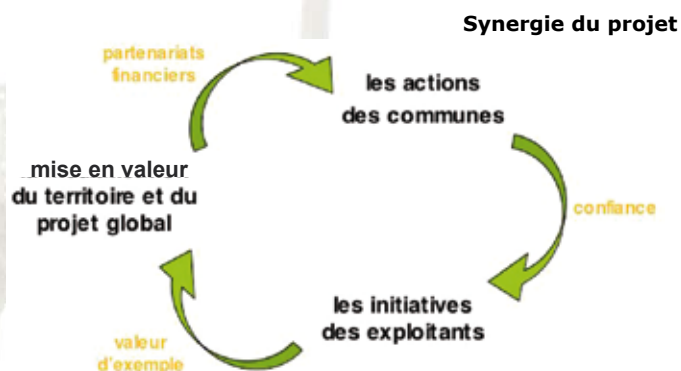 Synergie du projet
partenariats
financiers
les actions
des communes
confiance
les initiatives
des exploitants
valeur
d'exemple
mise en valeur
du territoire et du
projet global